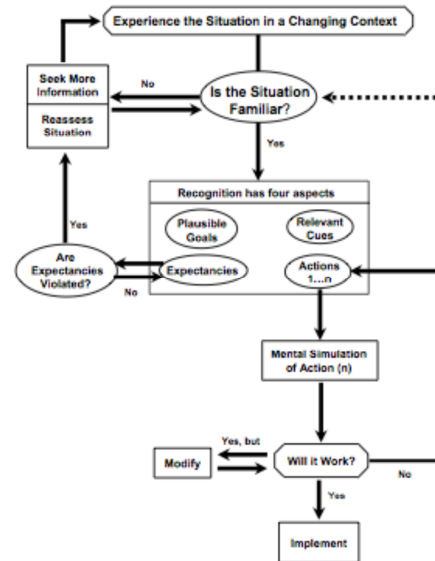 Experience the Situation in a Changing Context
Seek More
Information
Reassess
Situation
No
Is the Situation
Familiar?
Yes
Recognition has four aspects
Plausible
Goals
Relevant
Cues
Yes
Are
Expectancies
Violated?
No
Expectancies
Actions
1...n
Mental Simulation
of Action (n)
Yes, but
Modify
Will it Work?
No
Yes
Implement